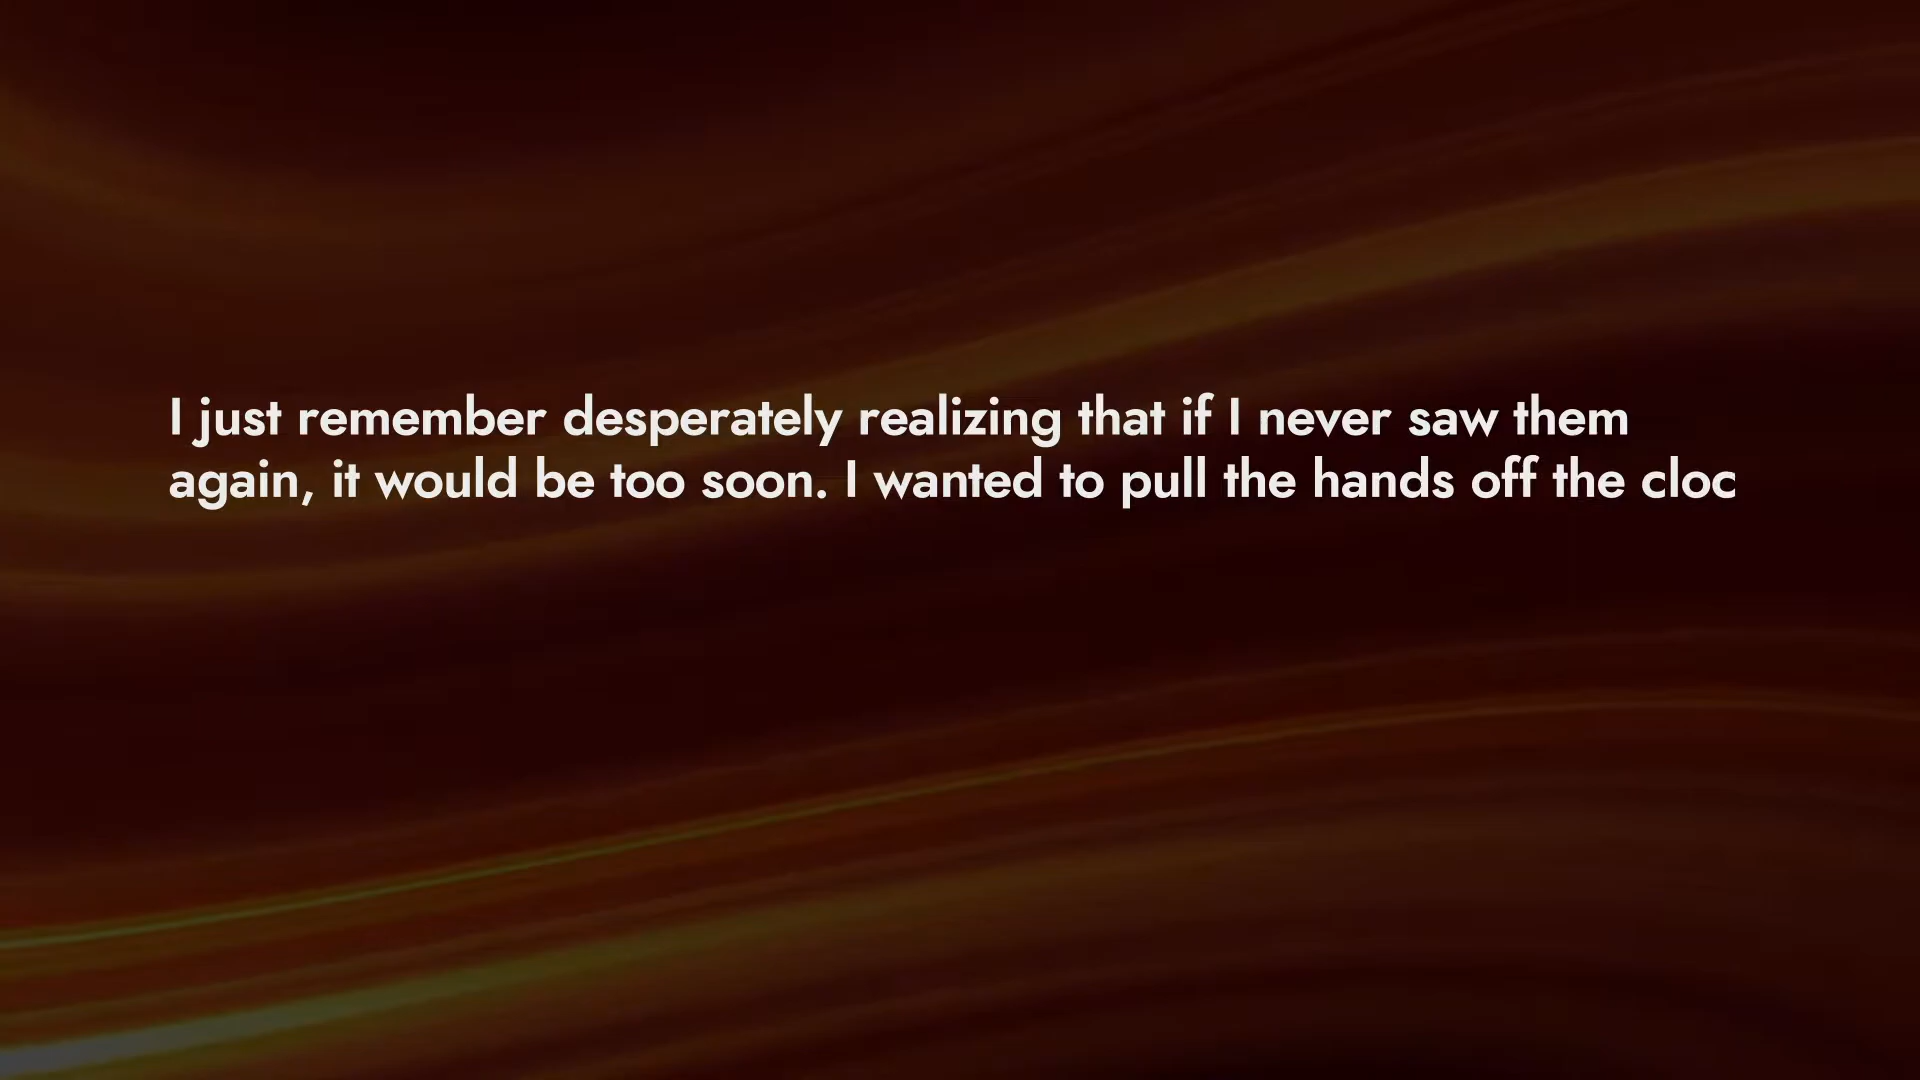 I just remember desperately realizing that if I never saw them
again, it would be too soon. I wanted to pull the hands off the cloc